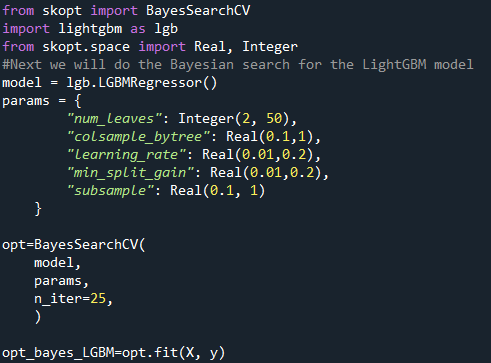 from skopt import BayesSearchCV
import lightgbm as lgb
from skopt.space import Real, Integer
#Next we will do the Bayesian search for the LightGBM model
model = lgb.LGBMRegressor()
params = {
        "num_leaves": Integer(2, 50),
        "colsample_bytree": Real(0.1,1),
        "learning_rate": Real(0.01,0.2),
        "min_split_gain": Real(0.01,0.2),
        "subsample": Real(0.1, 1)
    }
opt=BayesSearchCV(
    model,
    params,
    n_iter=25,
    )
opt_bayes_LGBM=opt.fit(X, y)